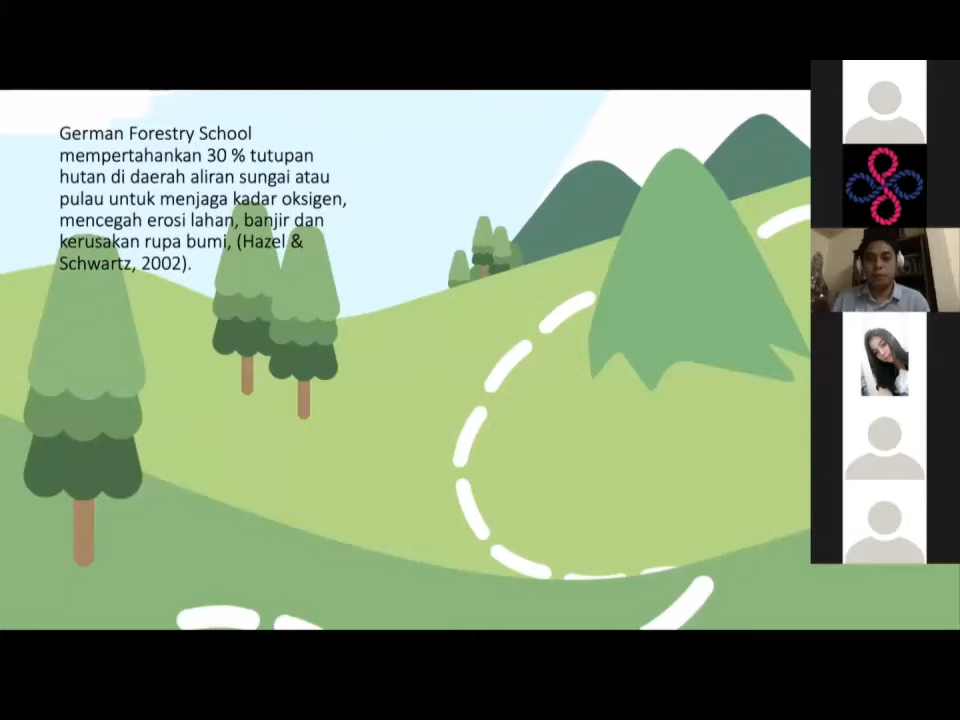 German Forestry School
mempertahankan 30 % tutupan
hutan di daerah aliran sungai atau
pulau untuk menjaga kadar oksigen,
mencegah erosi lahan, banjir dan
kerusakan rupa bumi, (Hazel &
Schwartz, 2002).